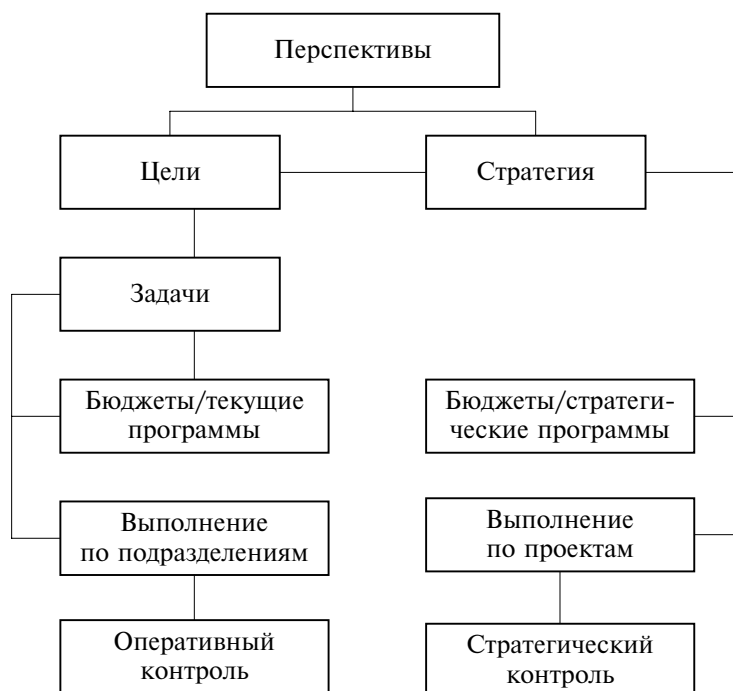 Перспективы
Цели
Стратегия
Задачи
Бюджеты/текущие
программы
Бюджеты/стратеги-
ческие программы
Выполнение
по подразделениям
Выполнение
по проектам
Оперативный
контроль
Стратегический
контроль